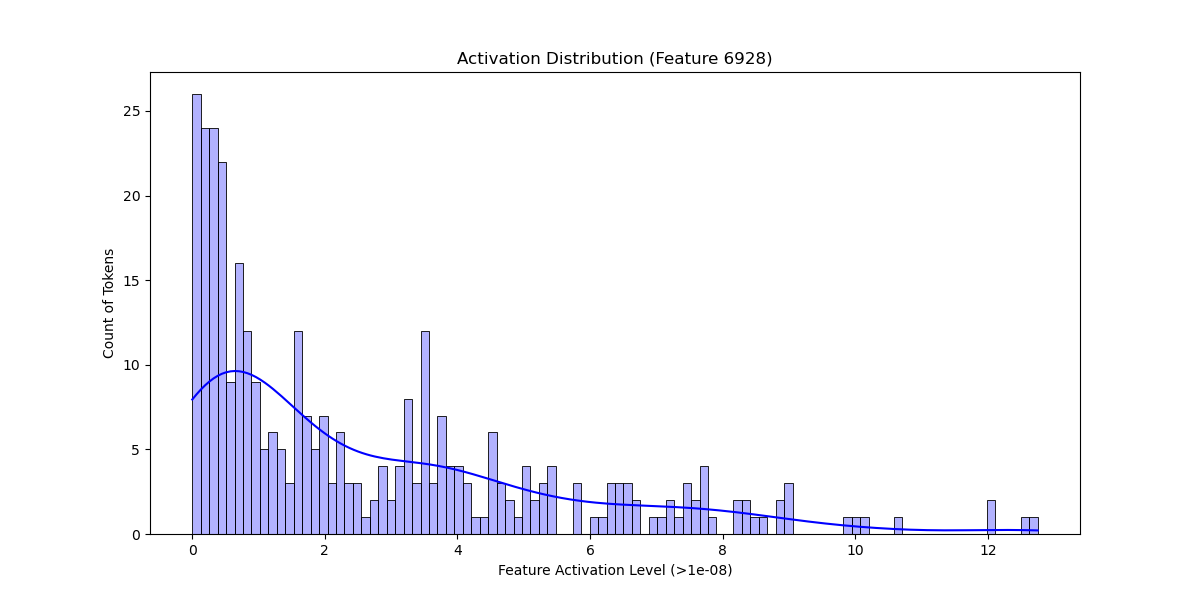 Activation Distribution (Feature 6928)
25
20
15
10
5
0
Count of Tokens
0 2 4 6 8 10 12
Feature Activation Level (>1e-08)